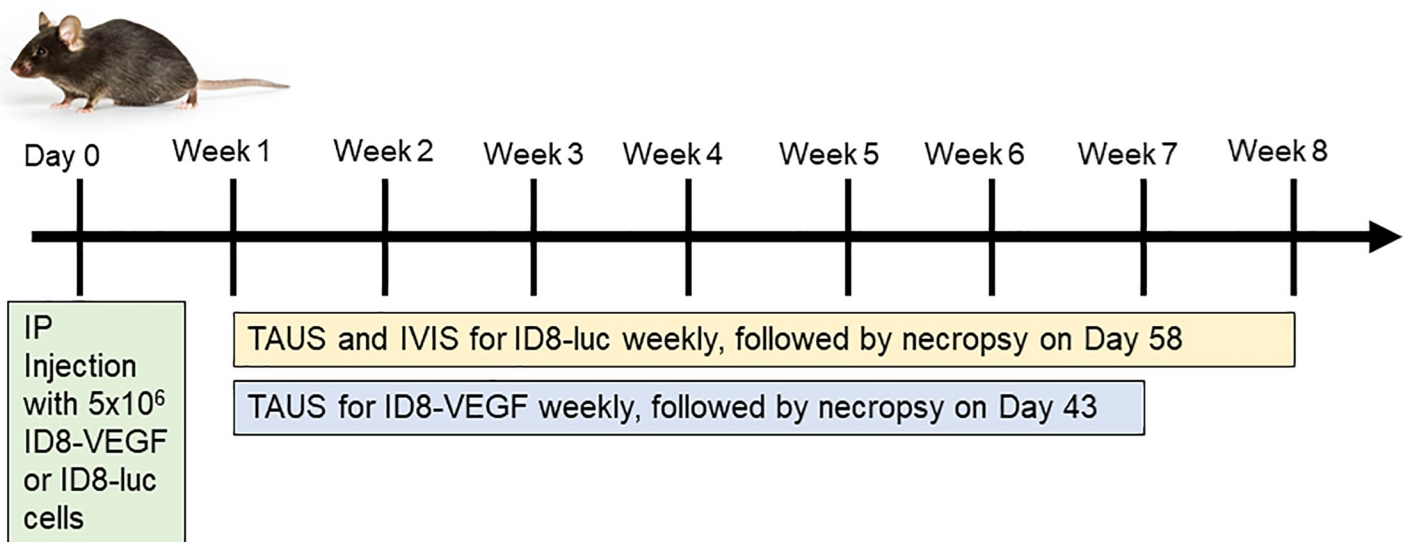 Day 0 Week 1 Week 2 Week 3 Week 4 Week 5 Week 6 Week 7 Week 8
IP
Injection
with 5x10⁶
ID8-VEGF
or ID8-luc
cells
TAUS and IVIS for ID8-luc weekly, followed by necropsy on Day 58
TAUS for ID8-VEGF weekly, followed by necropsy on Day 43